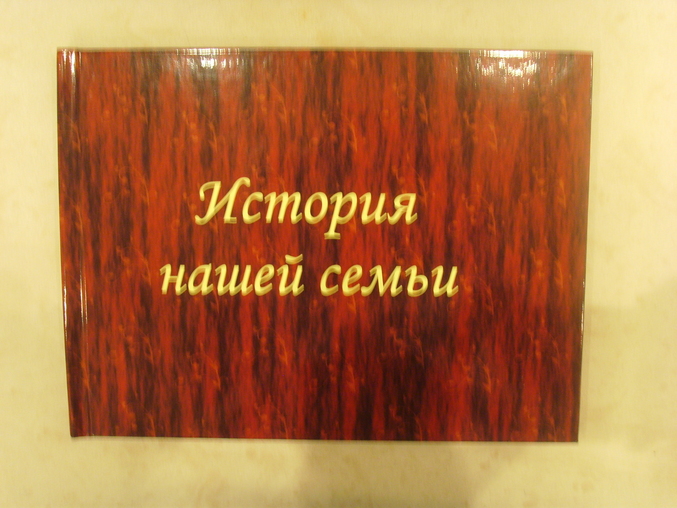 История
нашей семьи